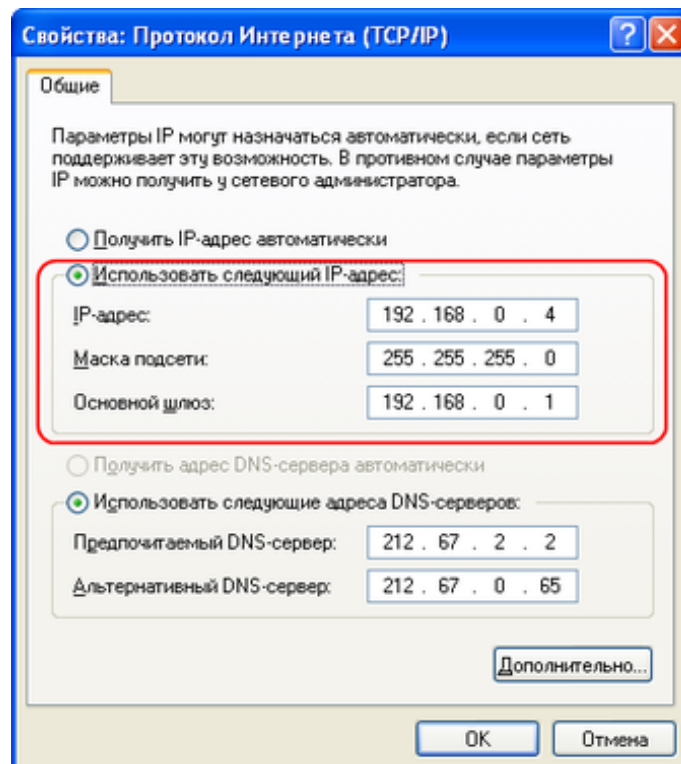 Свойства: Протокол Интернета (TCP/IP)
Общие
Параметры IP могут назначаться автоматически, если сеть
поддерживает эту возможность. В противном случае параметры
IP можно получить у сетевого администратора.
Получить IP-адрес автоматически
Использовать следующий IP-адрес:
IP-адрес: 192 . 168 . 0 . 4
Маска подсети: 255 . 255 . 255 . 0
Основной шлюз: 192 . 168 . 0 . 1
Получить адрес DNS-сервера автоматически
Использовать следующие адреса DNS-серверов:
Предпочитаемый DNS-сервер: 212 . 67 . 2 . 2
Альтернативный DNS-сервер: 212 . 67 . 0 . 65
Дополнительно...
OK Отмена